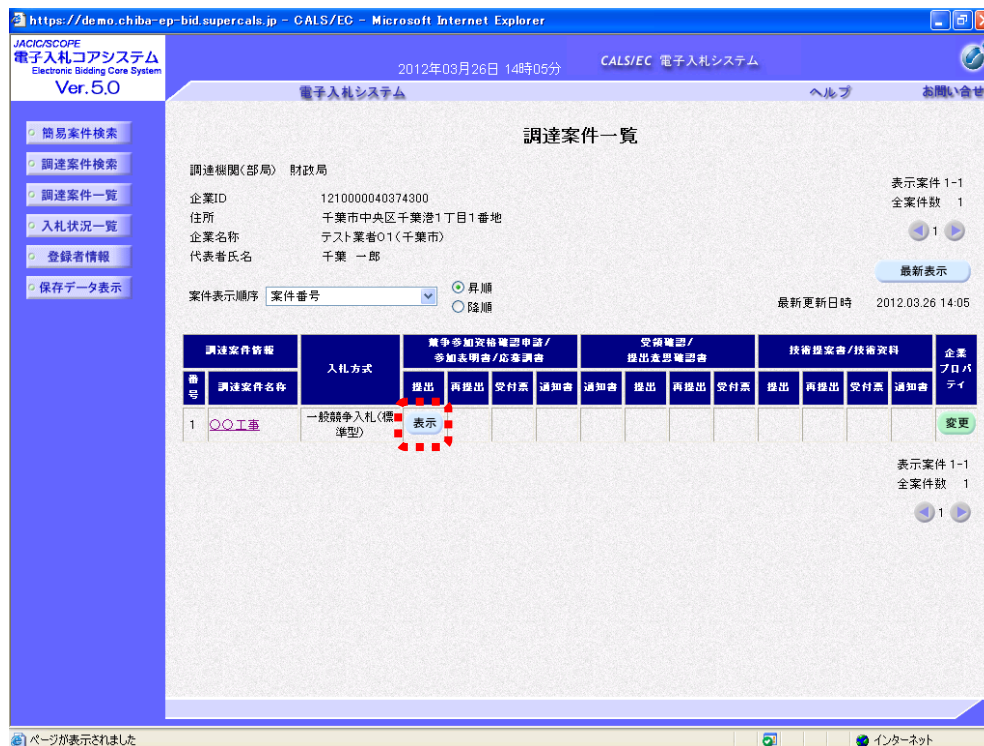 https://demo.chiba-ep-bid.supercals.jp - CALS/EC - Microsoft Internet Explorer
JACIC/SCOPE
電子入札コアシステム
Electronic Bidding Core System
Ver.5.0
2012年03月26日 14時05分
CALS/EC 電子入札システム
電子入札システム
ヘルプ
お問い合せ
簡易案件検索
調達案件検索
調達案件一覧
入札状況一覧
登録者情報
保存データ表示
調達案件一覧
調達機関(部局) 財政局
企業ID 1210000040374300
住所 千葉市中央区千葉港1丁目1番地
企業名称 テスト業者01(千葉市)
代表者氏名 千葉 一郎
表示案件 1-1
全案件数 1
1
最新表示
案件表示順序 案件番号
昇順
降順
最新更新日時 2012.03.26 14:05
調達案件情報
入札方式
競争参加資格確認申請/
参加表明書/応募調書
受領確認/
提出意思確認書
技術提案書/技術資料
企業
プロパ
ティ
番号 調達案件名称 提出 再提出 受付票 通知書 通知書 提出 再提出 受付票 提出 再提出 受付票 通知書
1 〇〇工事 一般競争入札(標準型) 表示 変更
表示案件 1-1
全案件数 1
1
ページが表示されました
インターネット